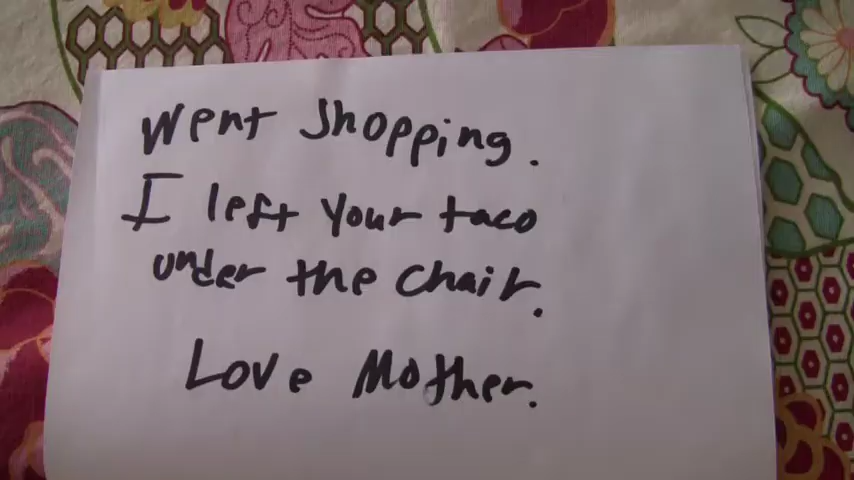 Went Shopping.
I left your taco
under the chair.
Love Mother.